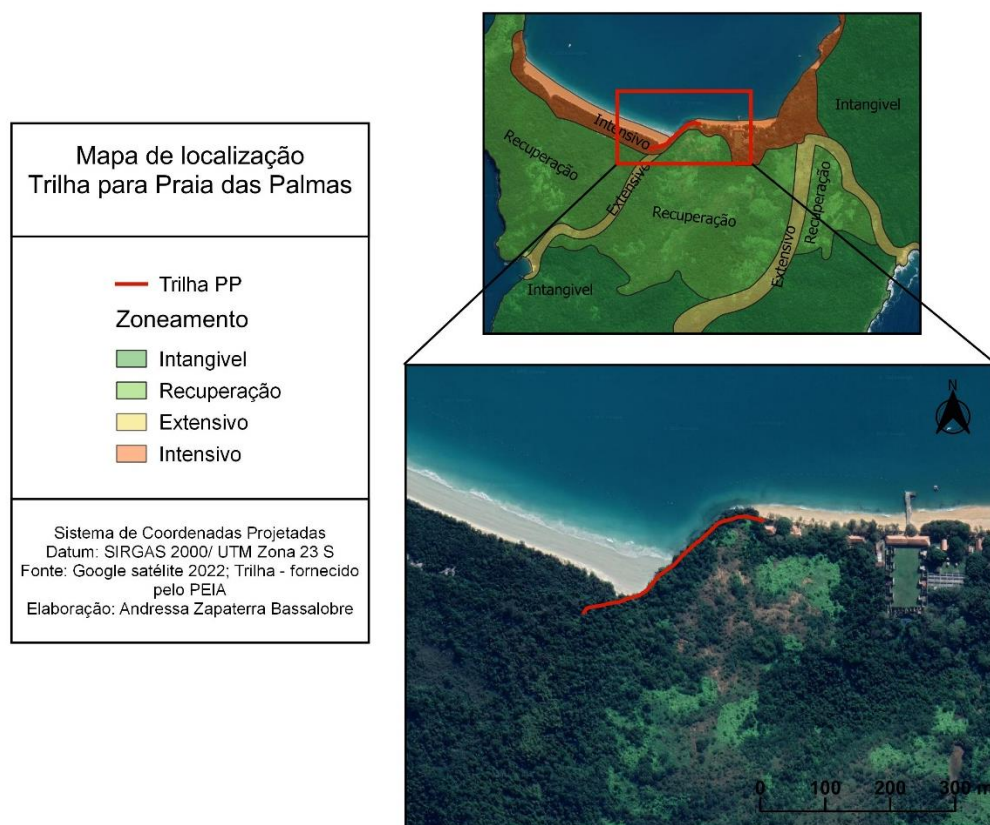 Mapa de localização
Trilha para Praia das Palmas
Trilha PP
Zoneamento
Intangivel
Recuperação
Extensivo
Intensivo
Sistema de Coordenadas Projetadas
Datum: SIRGAS 2000/ UTM Zona 23 S
Fonte: Google satélite 2022; Trilha - fornecido
pelo PEIA
Elaboração: Andressa Zapaterra Bassalobre
Intangivel
Intensivo
Recuperação
Extensivo
Recuperação
Recuperação
Extensivo
Intangivel
N
0 100 200 300 m